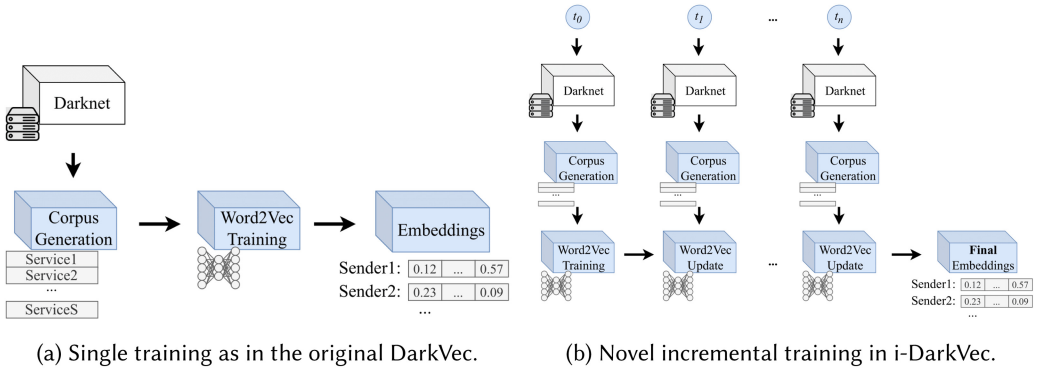 Darknet
Corpus
Generation
Service1
Service2
...
ServiceS
Word2Vec
Training
Embeddings
Sender1: 0.12 ... 0.57
Sender2: 0.23 ... 0.09
...
(a) Single training as in the original DarkVec.
t0 t1 ... tn
Darknet Darknet Darknet
Corpus Corpus Corpus
Generation Generation Generation
... ... ...
Word2Vec Word2Vec Word2Vec
Training Update ... Update
Final
Embeddings
Sender1: 0.12 ... 0.57
Sender2: 0.23 ... 0.09
...
(b) Novel incremental training in i-DarkVec.